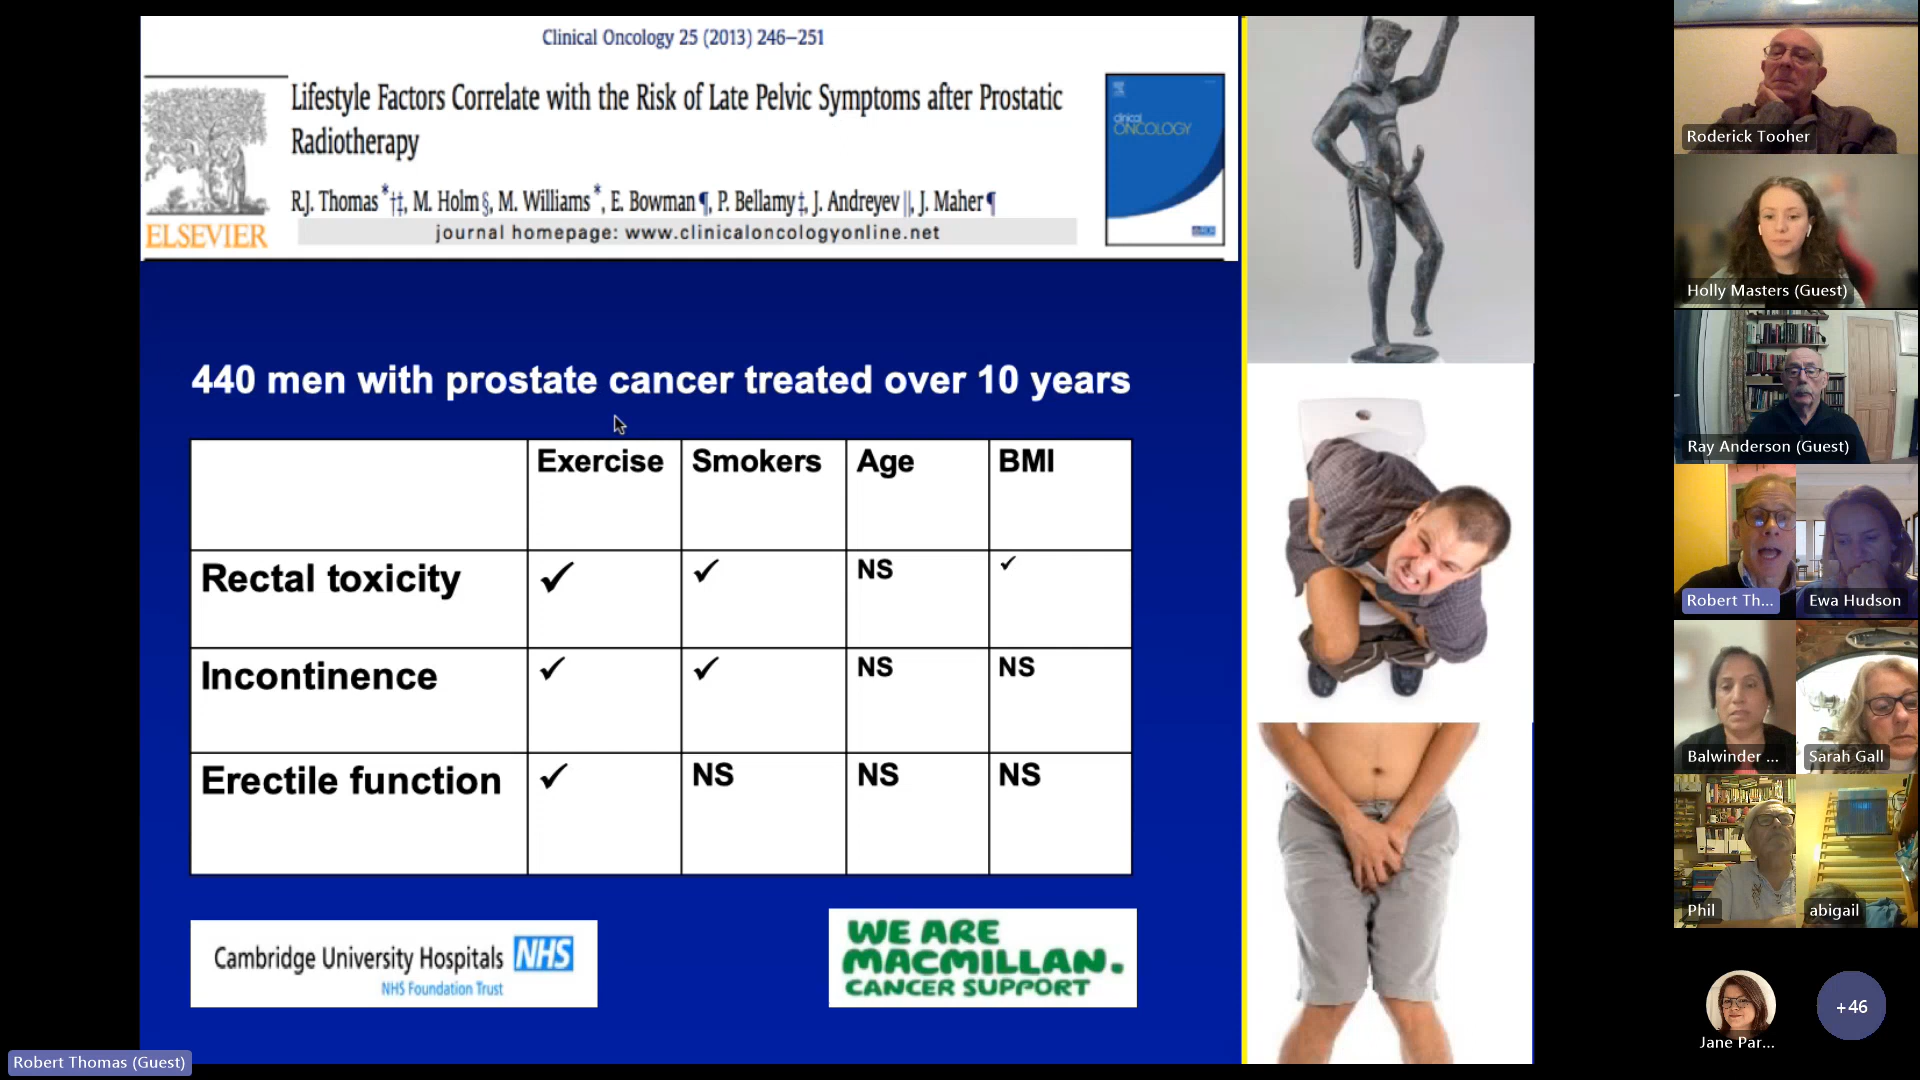 Clinical Oncology 25 (2013) 246–251
Lifestyle Factors Correlate with the Risk of Late Pelvic Symptoms after Prostatic
Radiotherapy
R.J. Thomas *†‡, M. Holm §, M. Williams *, E. Bowman ¶, P. Bellamy ‡, J. Andreyev ||, J. Maher ¶
journal homepage: www.clinicaloncologyonline.net
ELSEVIER
clinical
ONCOLOGY
440 men with prostate cancer treated over 10 years
Exercise Smokers Age BMI
Rectal toxicity ✓ ✓ NS ✓
Incontinence ✓ ✓ NS NS
Erectile function ✓ NS NS NS
Cambridge University Hospitals NHS
NHS Foundation Trust
WE ARE
MACMILLAN.
CANCER SUPPORT
Robert Thomas (Guest)
Roderick Tooher
Holly Masters (Guest)
Ray Anderson (Guest)
Robert Th...
Ewa Hudson
Balwinder ...
Sarah Gall
Phil
abigail
Jane Par...
+46